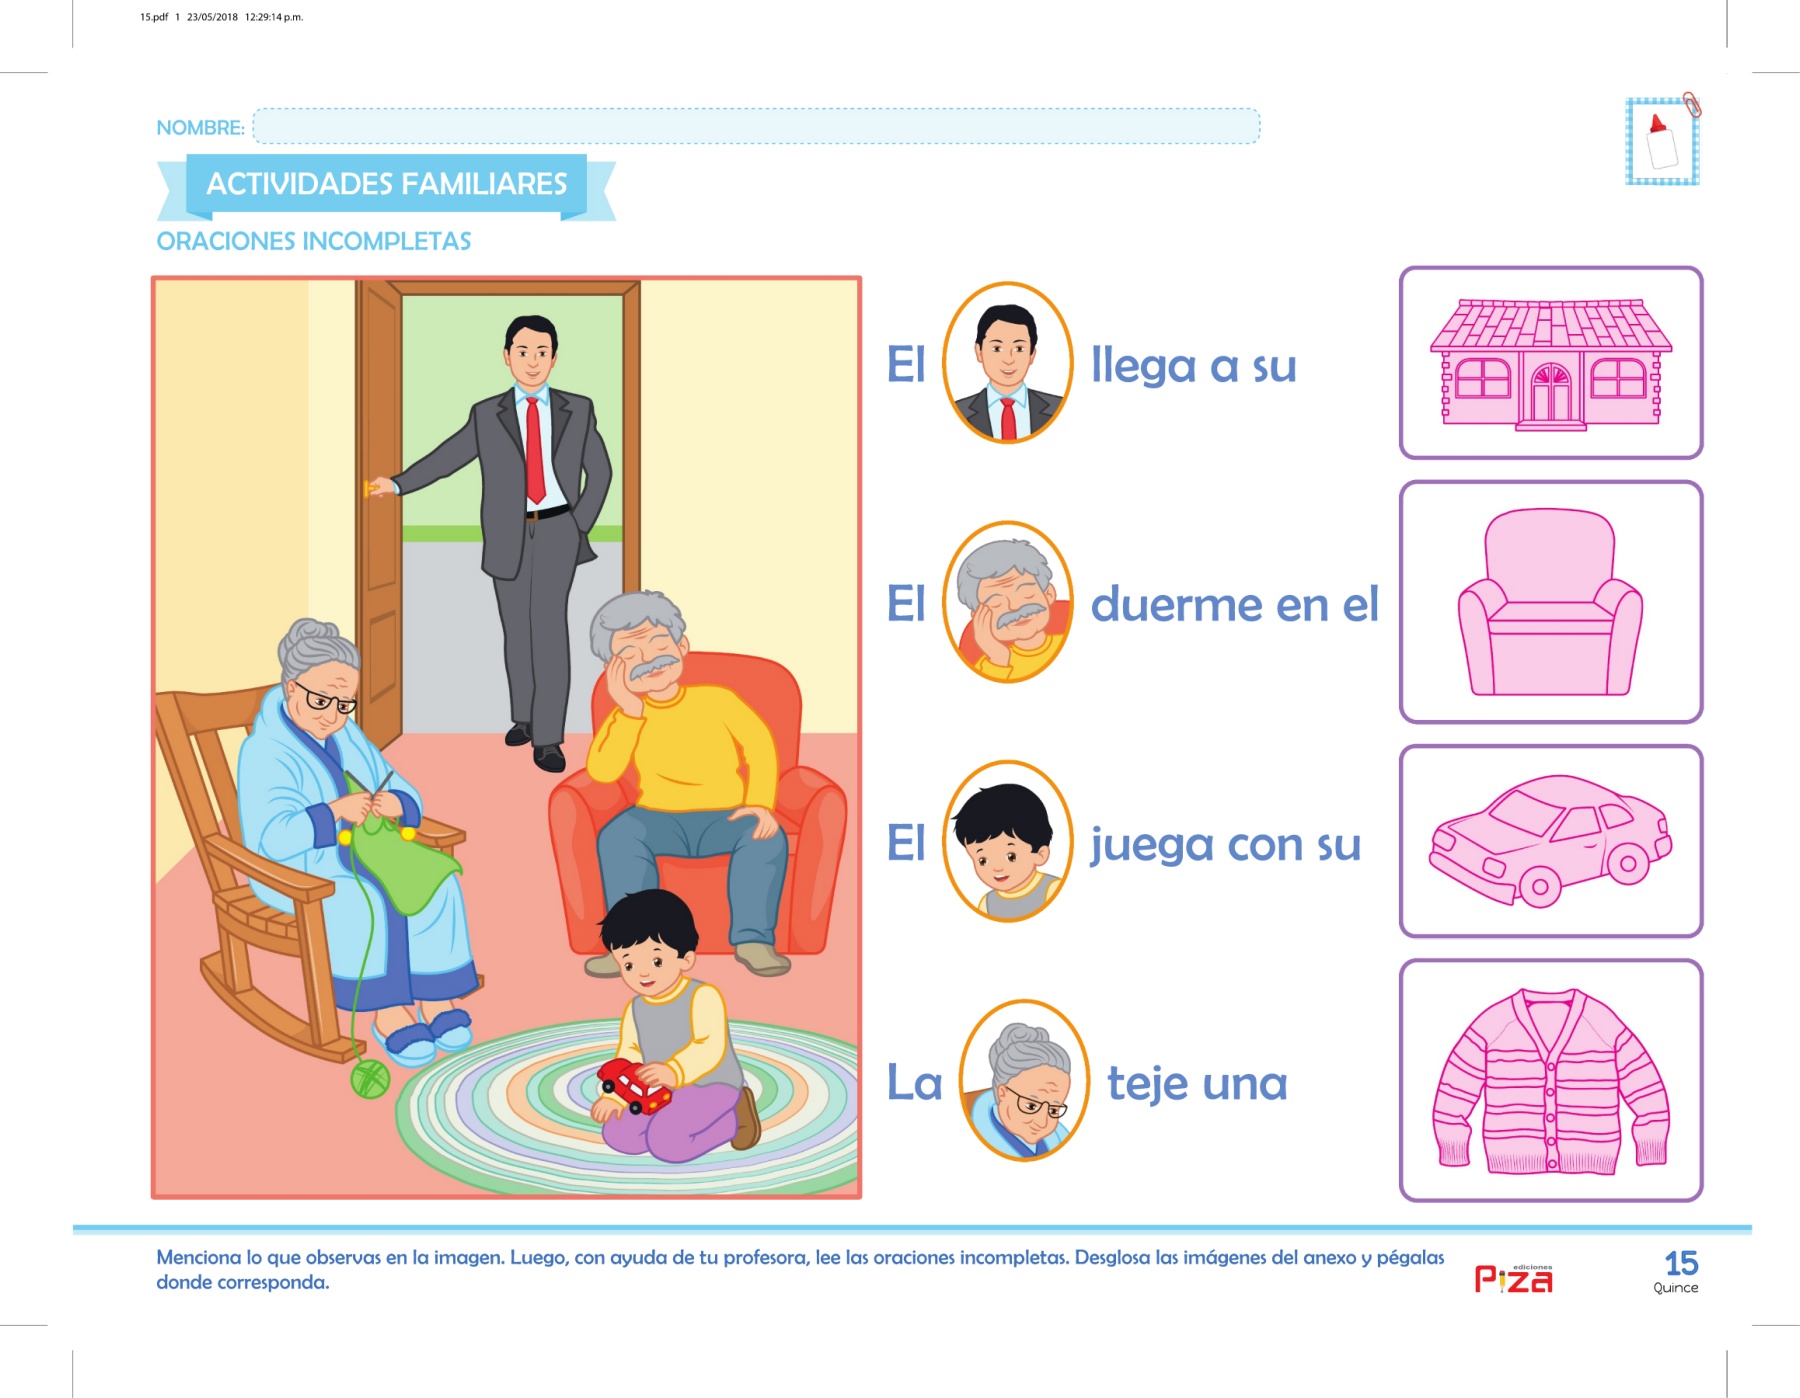 15.pdf 1 23/05/2018 12:29:14 p.m.
NOMBRE:
ACTIVIDADES FAMILIARES
ORACIONES INCOMPLETAS
El llega a su
El duerme en el
El juega con su
La teje una
Menciona lo que observas en la imagen. Luego, con ayuda de tu profesora, lee las oraciones incompletas. Desglosa las imágenes del anexo y pégalas
donde corresponda.
ediciones
Piza
15
Quince